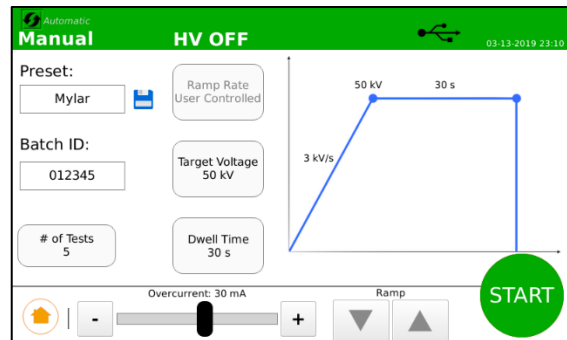 Automatic
Manual
HV OFF
03-13-2019 23:10
Preset:
Mylar
Ramp Rate
User Controlled
Batch ID:
012345
Target Voltage
50 kV
# of Tests
5
Dwell Time
30 s
50 kV
30 s
3 kV/s
Overcurrent: 30 mA
-
+
Ramp
START